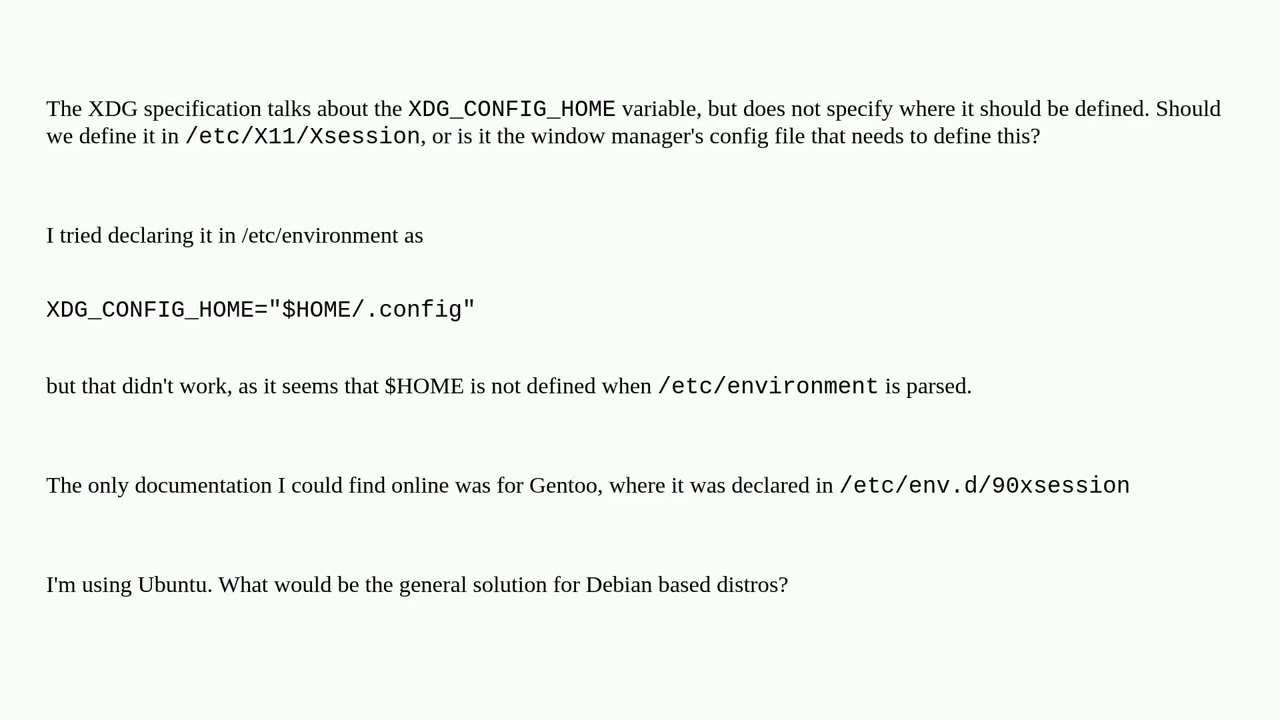 The XDG specification talks about the XDG_CONFIG_HOME variable, but does not specify where it should be defined. Should
we define it in /etc/X11/Xsession, or is it the window manager's config file that needs to define this?
I tried declaring it in /etc/environment as
XDG_CONFIG_HOME="$HOME/.config"
but that didn't work, as it seems that $HOME is not defined when /etc/environment is parsed.
The only documentation I could find online was for Gentoo, where it was declared in /etc/env.d/90xsession
I'm using Ubuntu. What would be the general solution for Debian based distros?